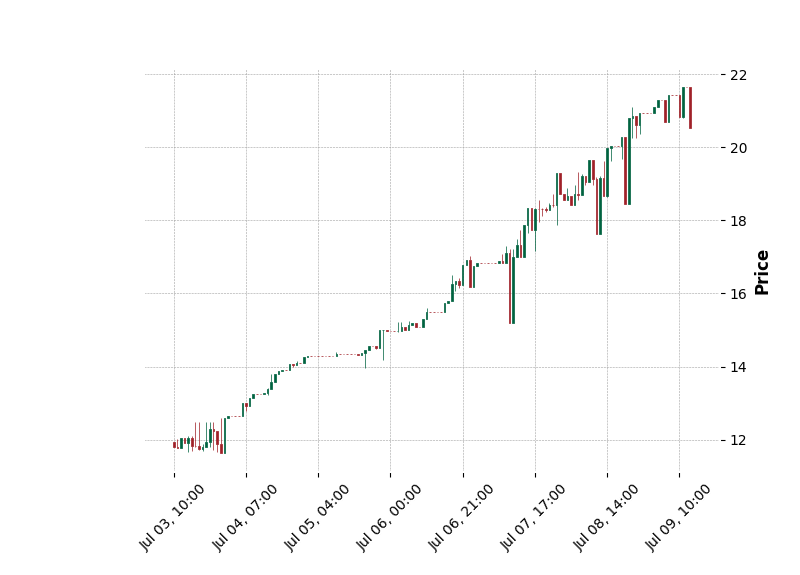 22
20
18
16
14
12
Price
Jul 03, 10:00
Jul 04, 07:00
Jul 05, 04:00
Jul 06, 00:00
Jul 06, 21:00
Jul 07, 17:00
Jul 08, 14:00
Jul 09, 10:00